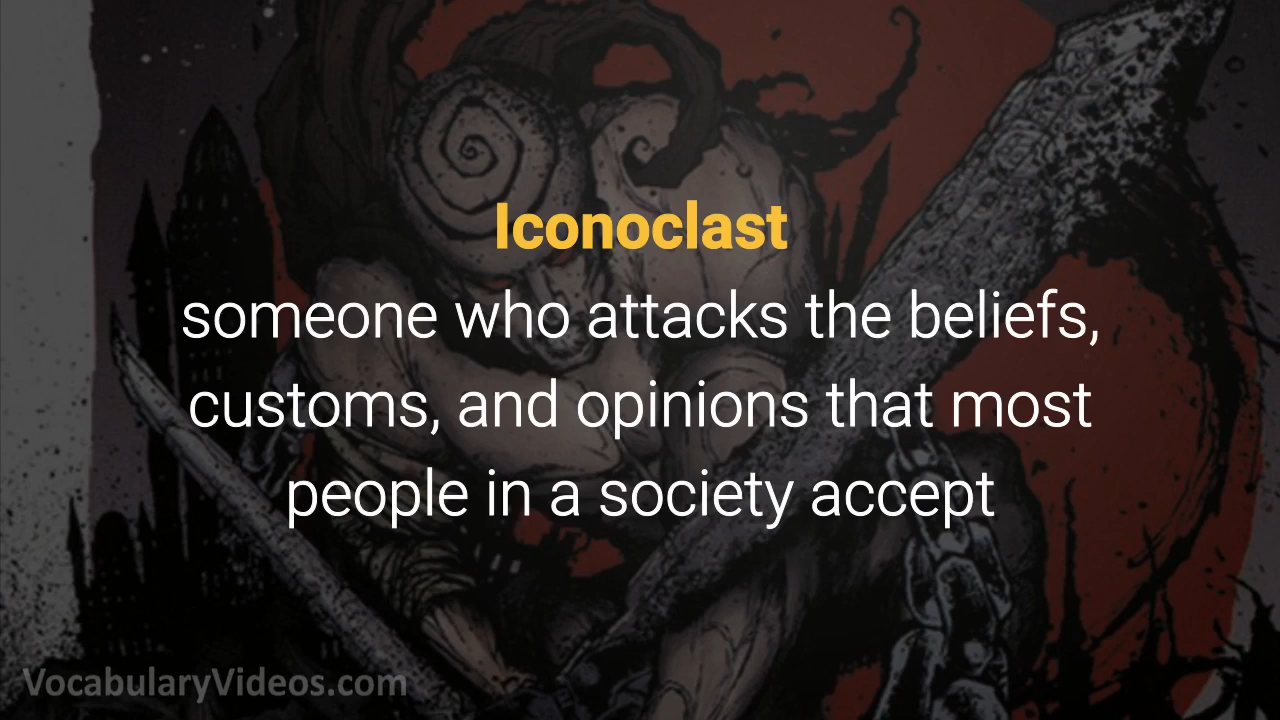 Iconoclast
someone who attacks the beliefs,
customs, and opinions that most
people in a society accept
VocabularyVideos.com